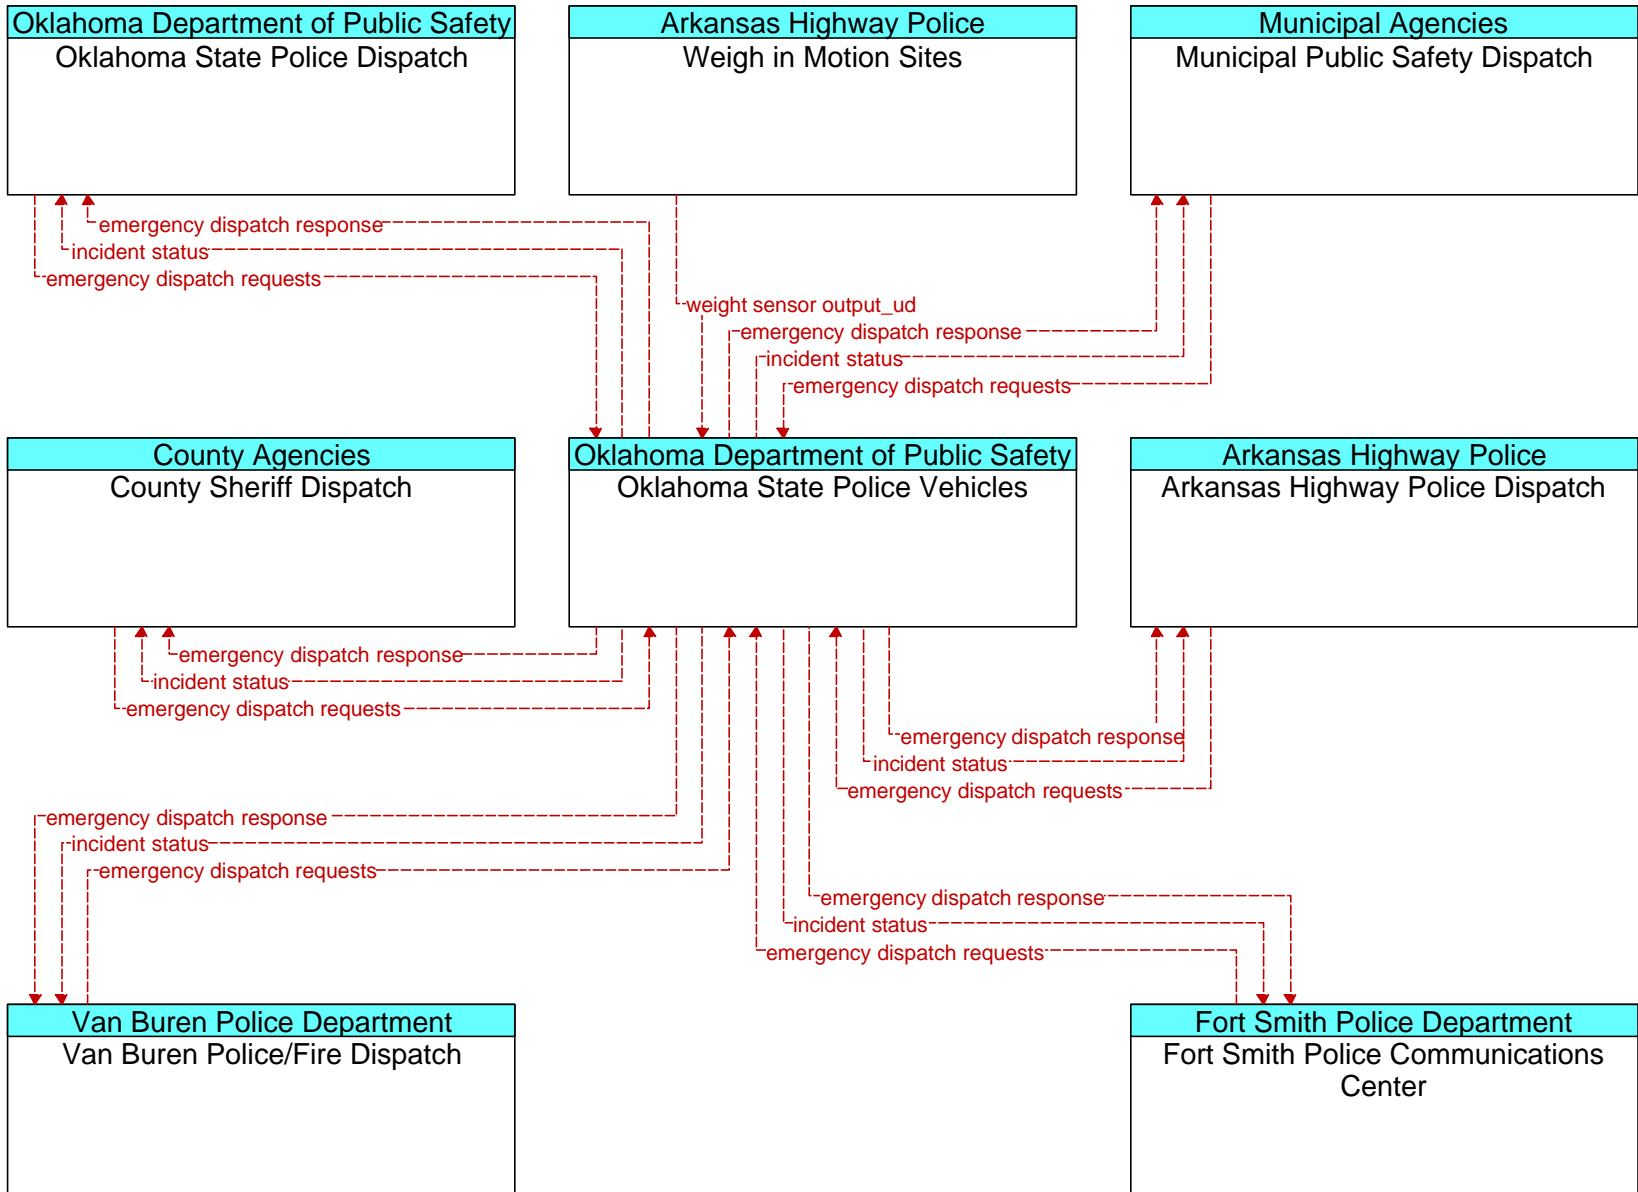 Oklahoma Department of Public Safety
Oklahoma State Police Dispatch
Arkansas Highway Police
Weigh in Motion Sites
Municipal Agencies
Municipal Public Safety Dispatch
emergency dispatch response
incident status
emergency dispatch requests
weight sensor output_ud
emergency dispatch response
incident status
emergency dispatch requests
County Agencies
County Sheriff Dispatch
Oklahoma Department of Public Safety
Oklahoma State Police Vehicles
Arkansas Highway Police
Arkansas Highway Police Dispatch
emergency dispatch response
incident status
emergency dispatch requests
emergency dispatch response
incident status
emergency dispatch requests
emergency dispatch response
incident status
emergency dispatch requests
emergency dispatch response
incident status
emergency dispatch requests
Van Buren Police Department
Van Buren Police/Fire Dispatch
Fort Smith Police Department
Fort Smith Police Communications
Center